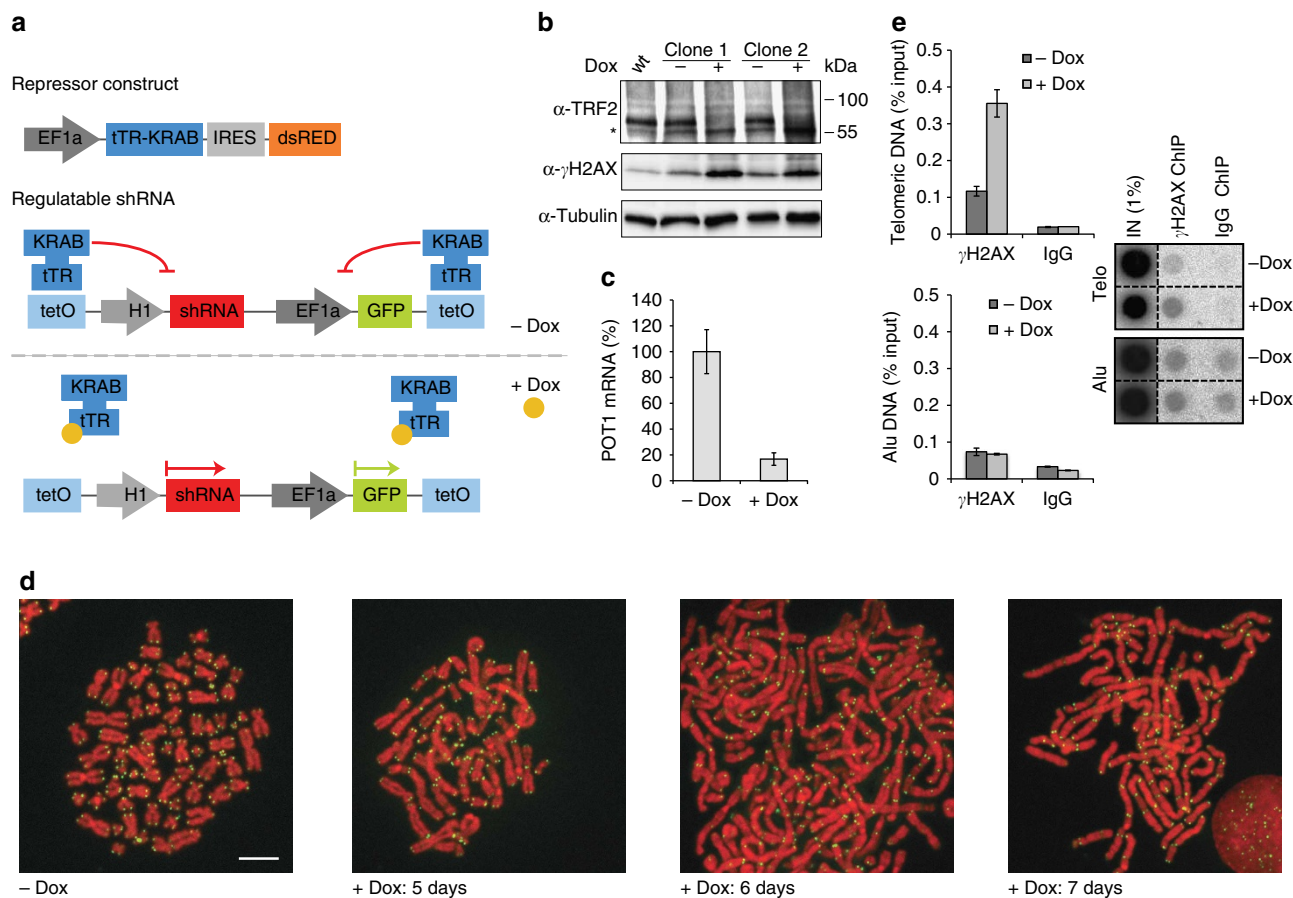 a
Repressor construct
EF1a tTR-KRAB IRES dsRED
Regulatable shRNA
KRAB KRAB
tTR tTR
tetO H1 shRNA EF1a GFP tetO
– Dox
+ Dox
KRAB KRAB
tTR tTR
tetO H1 shRNA EF1a GFP tetO
b
Clone 1 Clone 2
Dox wt – + – + kDa
α-TRF2
– 100
* – 55
α-γH2AX
α-Tubulin
c
POT1 mRNA (%)
140
120
100
80
60
40
20
0
– Dox + Dox
e
Telomeric DNA (% input)
0.5
0.4
0.3
0.2
0.1
0
– Dox
+ Dox
γH2AX IgG
Alu DNA (% input)
0.5
0.4
0.3
0.2
0.1
0
– Dox
+ Dox
γH2AX IgG
IN (1%)
γH2AX ChIP
IgG ChIP
Telo
–Dox
+Dox
Alu
–Dox
+Dox
d
– Dox
+ Dox: 5 days
+ Dox: 6 days
+ Dox: 7 days